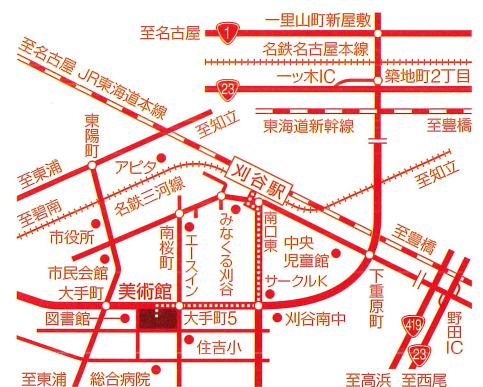 一里山町新屋敷
至名古屋
1
名鉄名古屋本線
一ッ木IC
築地町2丁目
23
至名古屋
JR東海道本線
東海道新幹線
至豊橋
至知立
東陽町
アピタ
刈谷駅
至知立
至東浦
名鉄三河線
至碧南
市役所
南桜町
エースイン
みなくる刈谷
南口東
中央
児童館
至豊橋
市民会館
サークルK
下重原町
大手町
美術館
図書館
大手町5
刈谷南中
419
野田
IC
住吉小
23
至東浦
総合病院
至高浜
至西尾